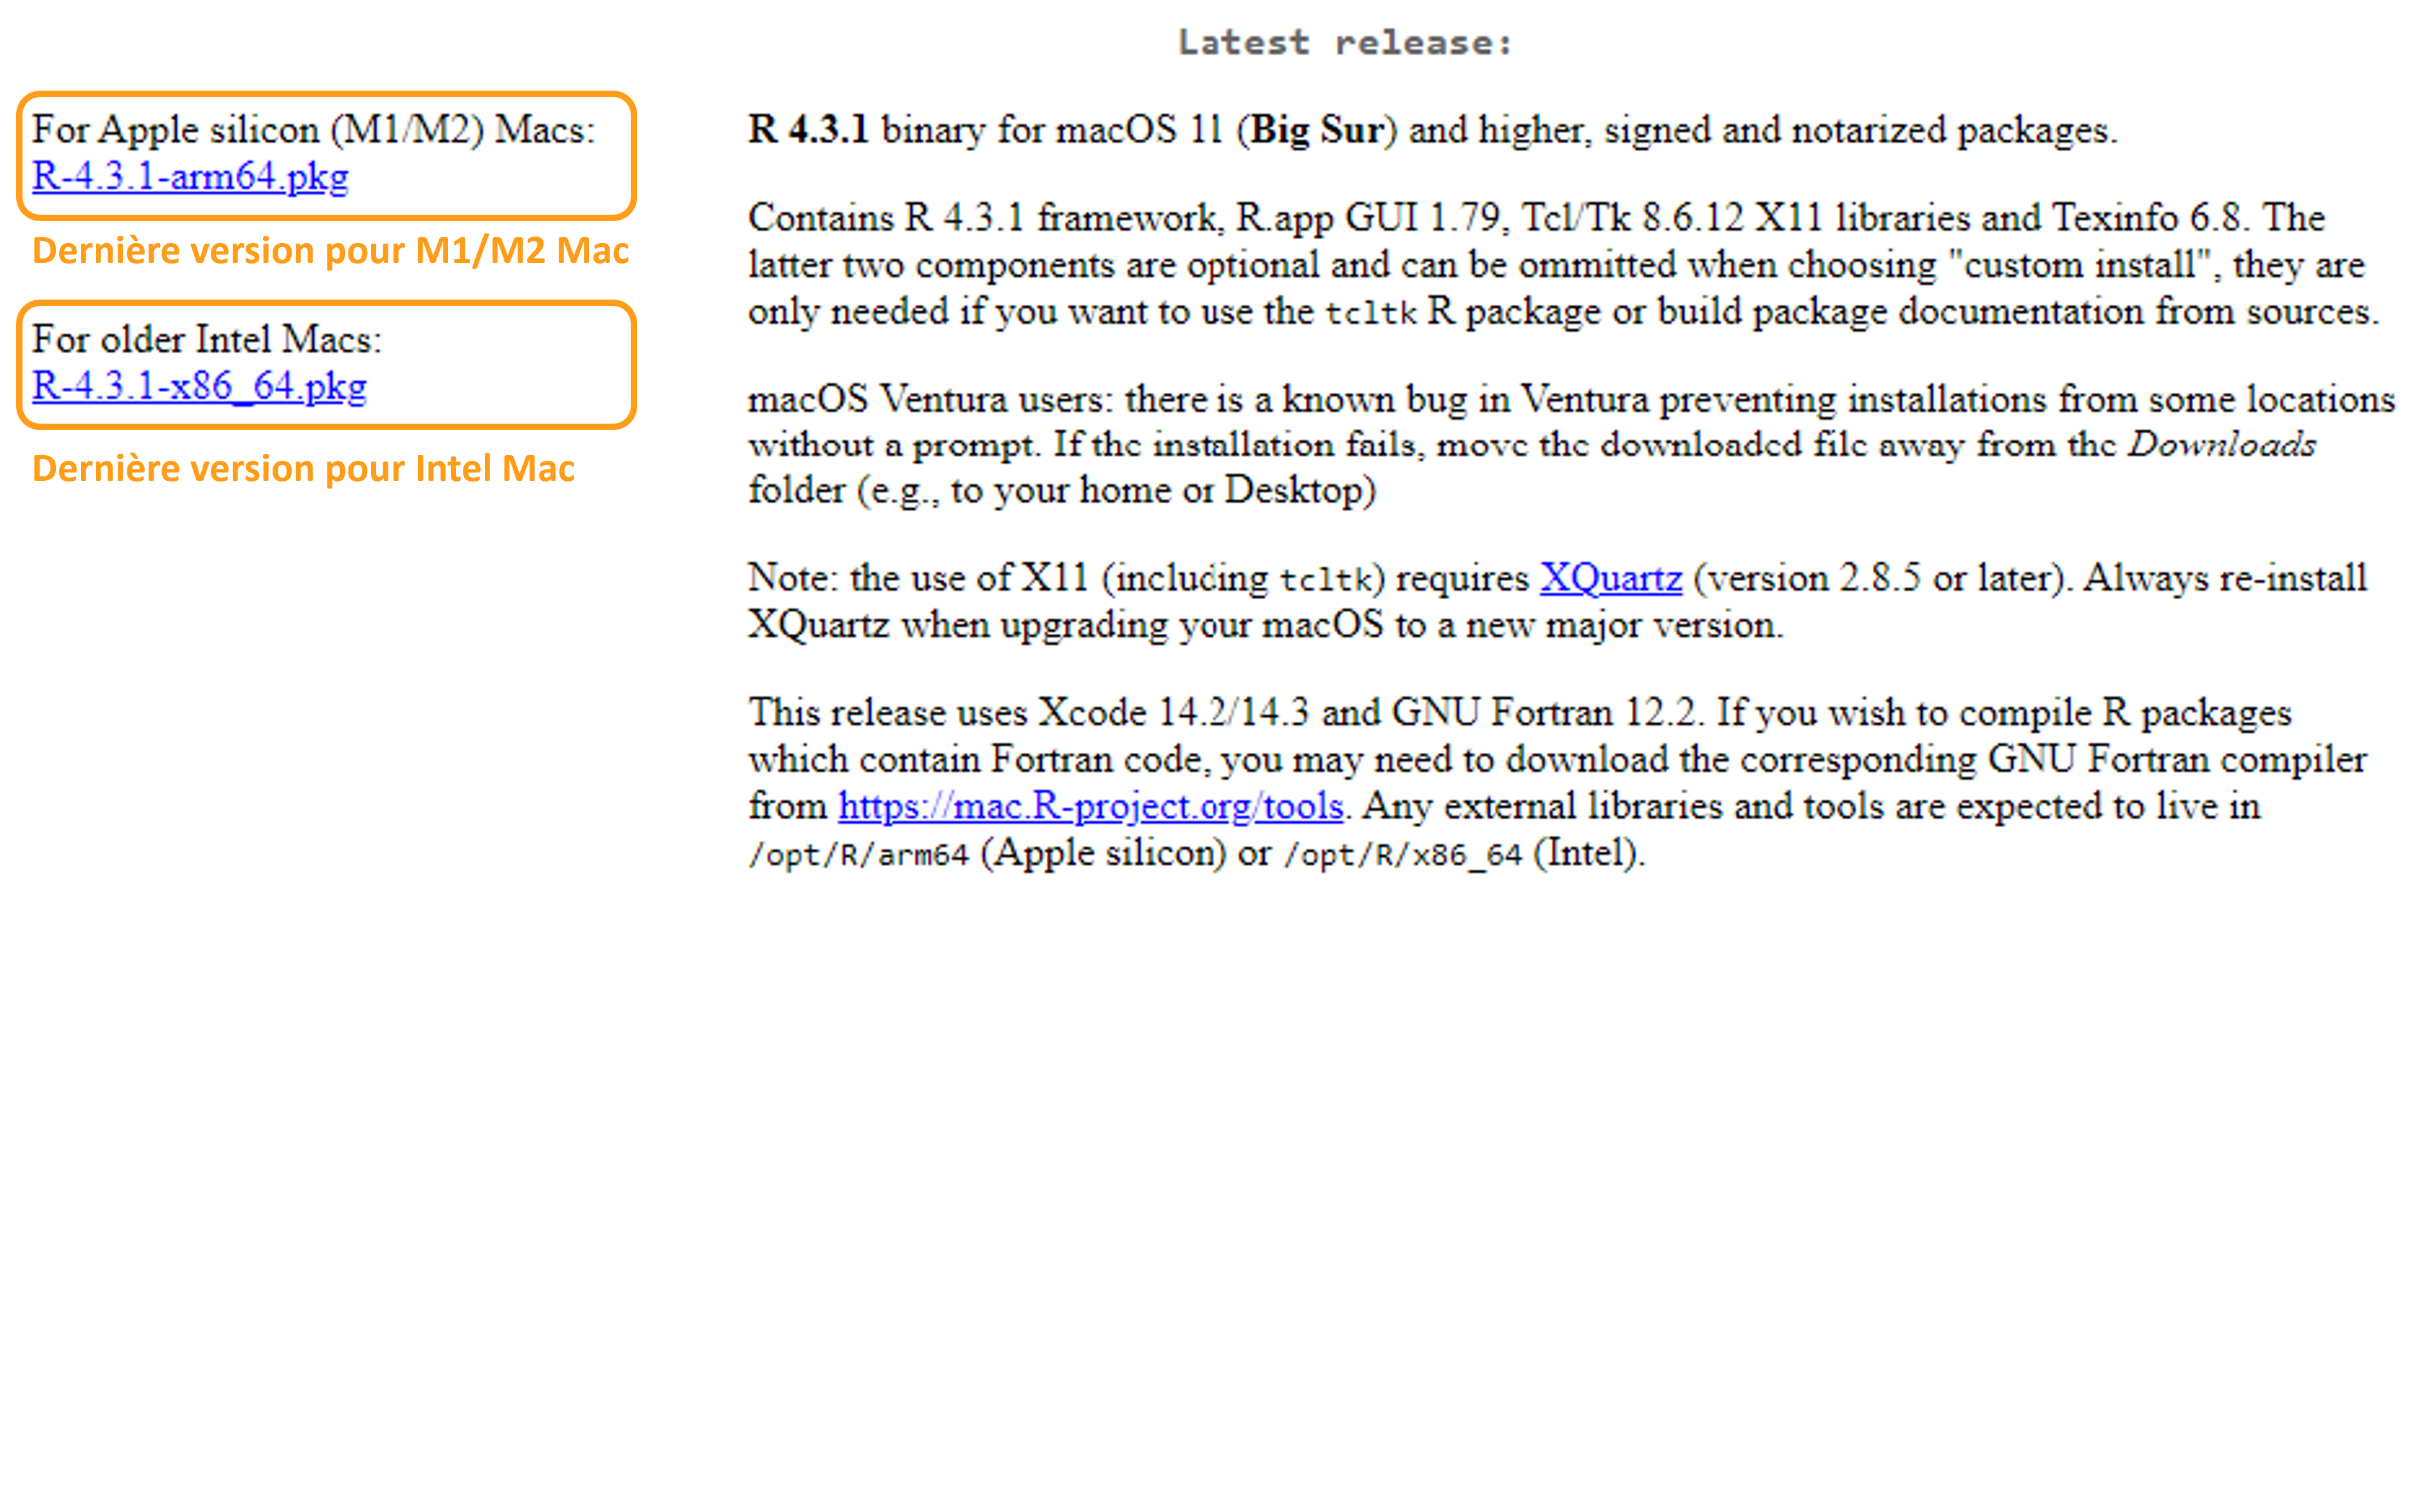 Latest release:
For Apple silicon (M1/M2) Macs:
R-4.3.1-arm64.pkg
Dernière version pour M1/M2 Mac
For older Intel Macs:
R-4.3.1-x86_64.pkg
Dernière version pour Intel Mac
R 4.3.1 binary for macOS 11 (Big Sur) and higher, signed and notarized packages.
Contains R 4.3.1 framework, R.app GUI 1.79, Tcl/Tk 8.6.12 X11 libraries and Texinfo 6.8. The
latter two components are optional and can be ommitted when choosing "custom install", they are
only needed if you want to use the tcltk R package or build package documentation from sources.
macOS Ventura users: there is a known bug in Ventura preventing installations from some locations
without a prompt. If the installation fails, move the downloaded file away from the Downloads
folder (e.g., to your home or Desktop)
Note: the use of X11 (including tcltk) requires XQuartz (version 2.8.5 or later). Always re-install
XQuartz when upgrading your macOS to a new major version.
This release uses Xcode 14.2/14.3 and GNU Fortran 12.2. If you wish to compile R packages
which contain Fortran code, you may need to download the corresponding GNU Fortran compiler
from https://mac.R-project.org/tools. Any external libraries and tools are expected to live in
/opt/R/arm64 (Apple silicon) or /opt/R/x86_64 (Intel).